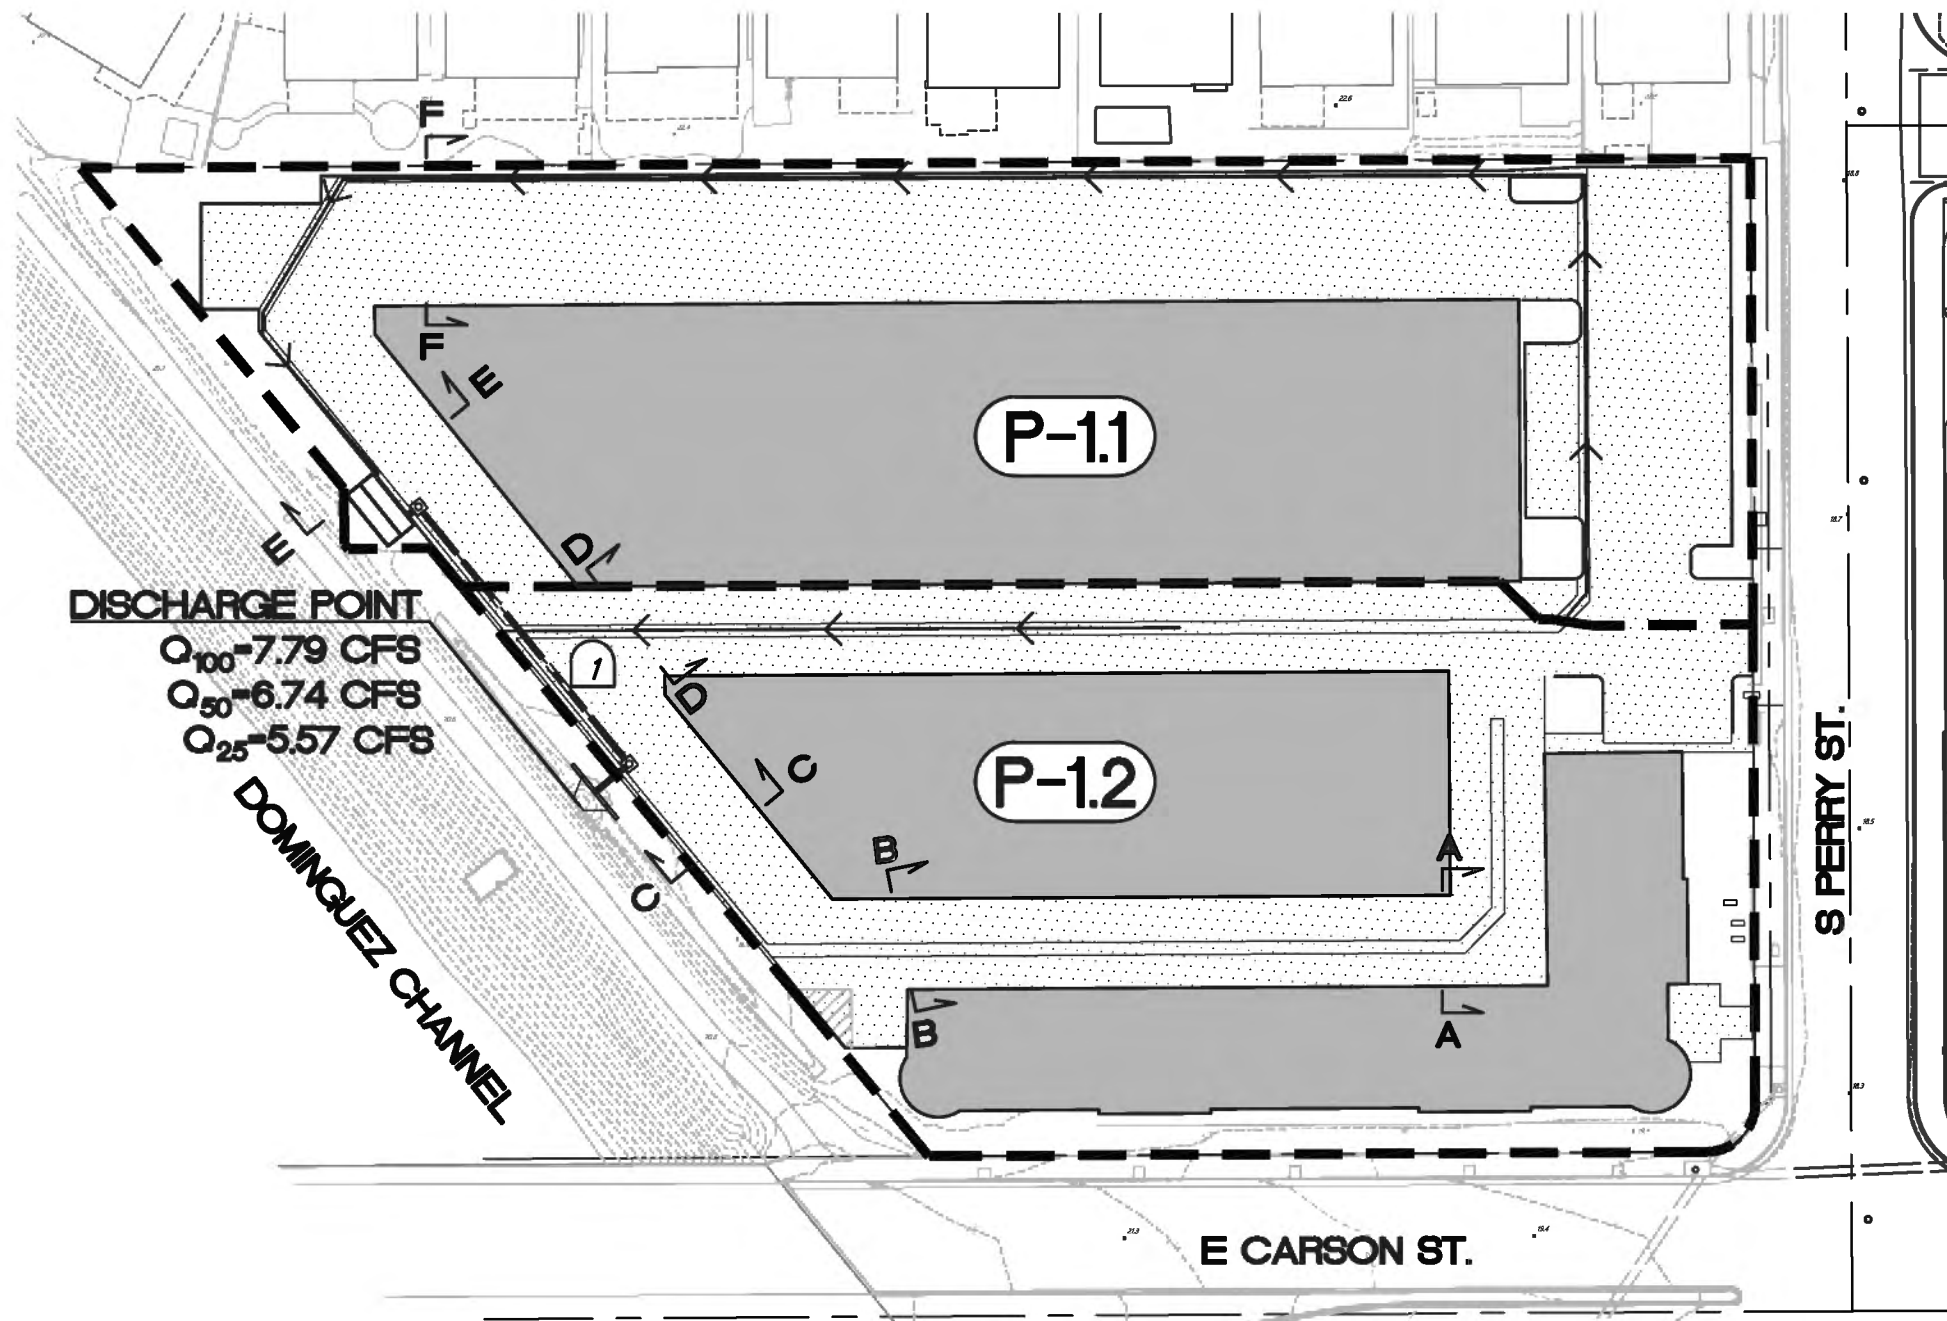 F
F
E
P-1.1
D
E
DISCHARGE POINT
Q100=7.79 CFS
Q50=6.74 CFS
Q25=5.57 CFS
1
D
C
P-1.2
B
A
C
DOMINGUEZ CHANNEL
S PERRY ST.
B
A
E CARSON ST.